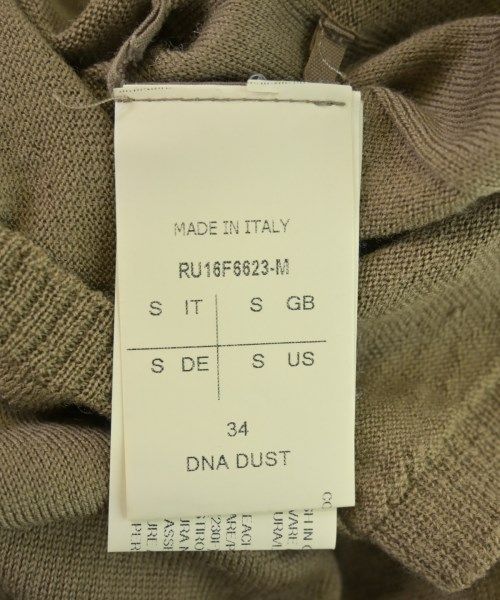 MADE IN ITALY
RU16F6623-M
S IT S GB
S DE S US
34
DNA DUST